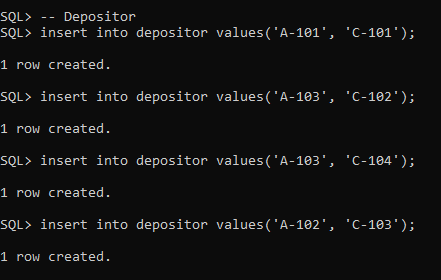 SQL> -- Depositor
SQL> insert into depositor values('A-101', 'C-101');
1 row created.
SQL> insert into depositor values('A-103', 'C-102');
1 row created.
SQL> insert into depositor values('A-103', 'C-104');
1 row created.
SQL> insert into depositor values('A-102', 'C-103');
1 row created.